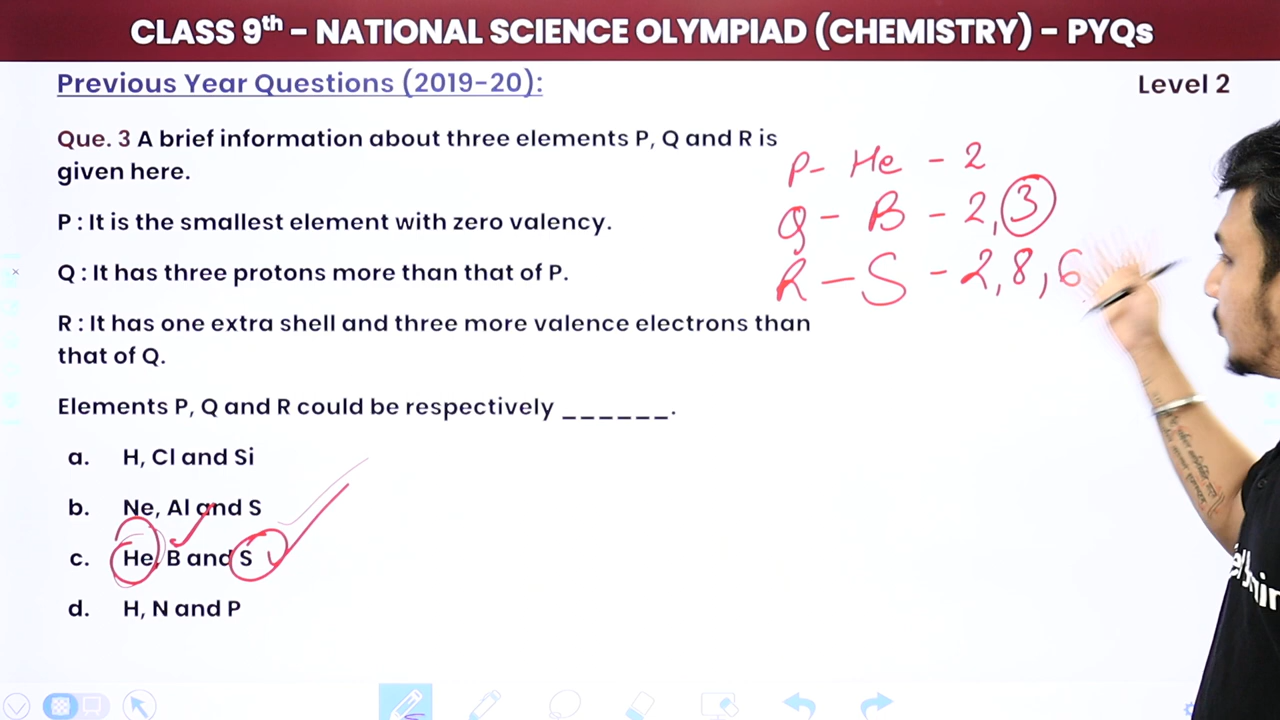 CLASS 9th – NATIONAL SCIENCE OLYMPIAD (CHEMISTRY) – PYQs
Previous Year Questions (2019-20):
Level 2
Que. 3 A brief information about three elements P, Q and R is
given here.
P : It is the smallest element with zero valency.
Q : It has three protons more than that of P.
R : It has one extra shell and three more valence electrons than
that of Q.
Elements P, Q and R could be respectively ______.
a. H, Cl and Si
b. Ne, Al and S
c. He, B and S
d. H, N and P
P- He - 2
Q - B - 2, 3
R - S - 2, 8, 6